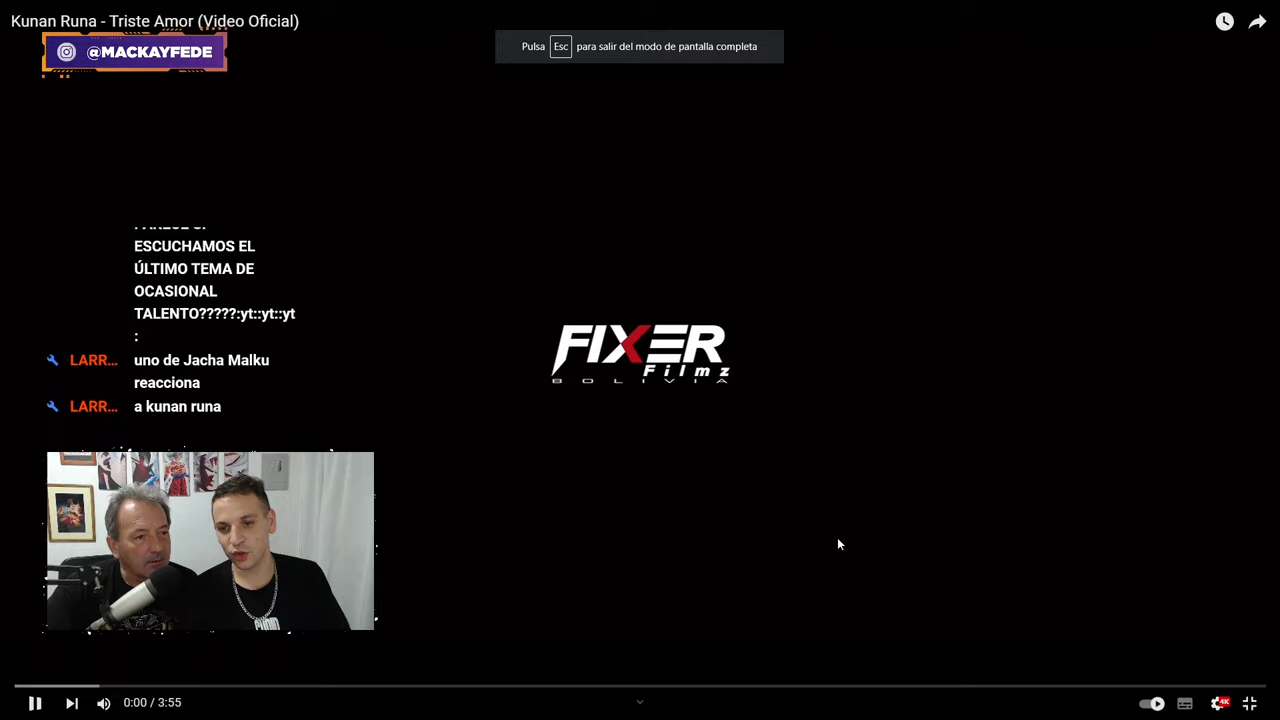 Kunan Runa - Triste Amor (Video Oficial)
@MACKAYFEDE
Pulsa Esc para salir del modo de pantalla completa
ESCUCHAMOS EL
ÚLTIMO TEMA DE
OCASIONAL
TALENTO?????:yt::yt::yt
:
LARR... uno de Jacha Malku
reacciona
LARR... a kunan runa
FIXER
Filmz
BOLIVIA
0:00 / 3:55
4K